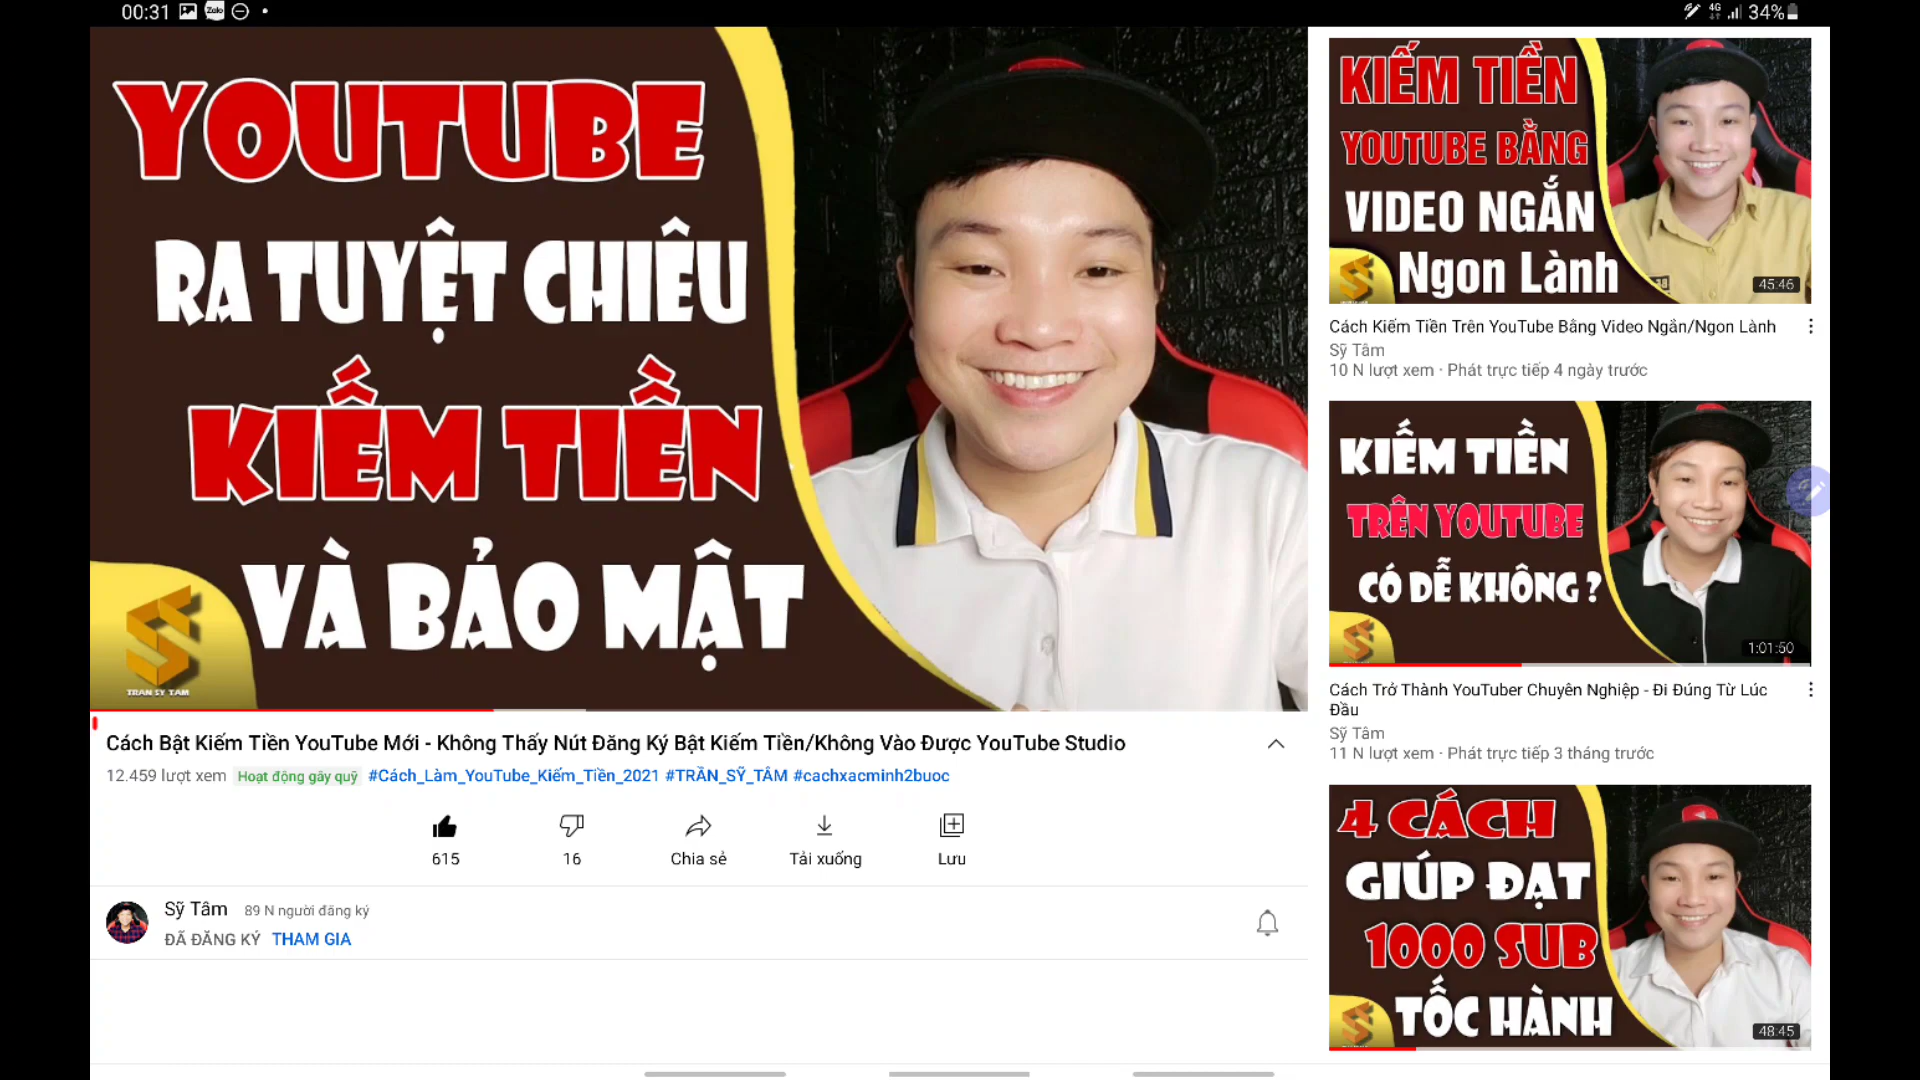 00:31
Zalo
4G
34%
YOUTUBE
RA TUYỆT CHIÊU
KIẾM TIỀN
VÀ BẢO MẬT
TRAN SY TAM
Cách Bật Kiếm Tiền YouTube Mới - Không Thấy Nút Đăng Ký Bật Kiếm Tiền/Không Vào Được YouTube Studio
12.459 lượt xem Hoạt động gây quỹ #Cách_Làm_YouTube_Kiếm_Tiền_2021 #TRẦN_SỸ_TÂM #cachxacminh2buoc
615
16
Chia sẻ
Tải xuống
Lưu
Sỹ Tâm 89 N người đăng ký
ĐÃ ĐĂNG KÝ THAM GIA
KIẾM TIỀN
YOUTUBE BẰNG
VIDEO NGẮN
Ngon Lành
45:46
Cách Kiếm Tiền Trên YouTube Bằng Video Ngắn/Ngon Lành
Sỹ Tâm
10 N lượt xem · Phát trực tiếp 4 ngày trước
KIẾM TIỀN
TRÊN YOUTUBE
CÓ DỄ KHÔNG ?
1:01:50
Cách Trở Thành YouTuber Chuyên Nghiệp - Đi Đúng Từ Lúc
Đầu
Sỹ Tâm
11 N lượt xem · Phát trực tiếp 3 tháng trước
4 CÁCH
GIÚP ĐẠT
1000 SUB
TỐC HÀNH
48:45